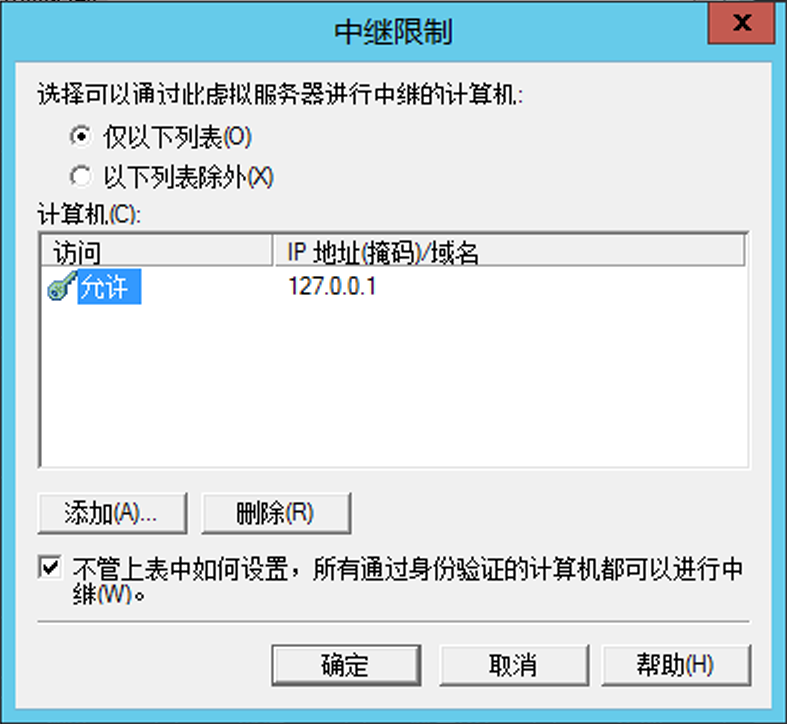 中继限制
选择可以通过此虚拟服务器进行中继的计算机:
仅以下列表(O)
以下列表除外(X)
计算机(C):
访问 IP 地址(掩码)/域名
允许 127.0.0.1
添加(A)... 删除(R)
不管上表中如何设置，所有通过身份验证的计算机都可以进行中
继(W)。
确定 取消 帮助(H)